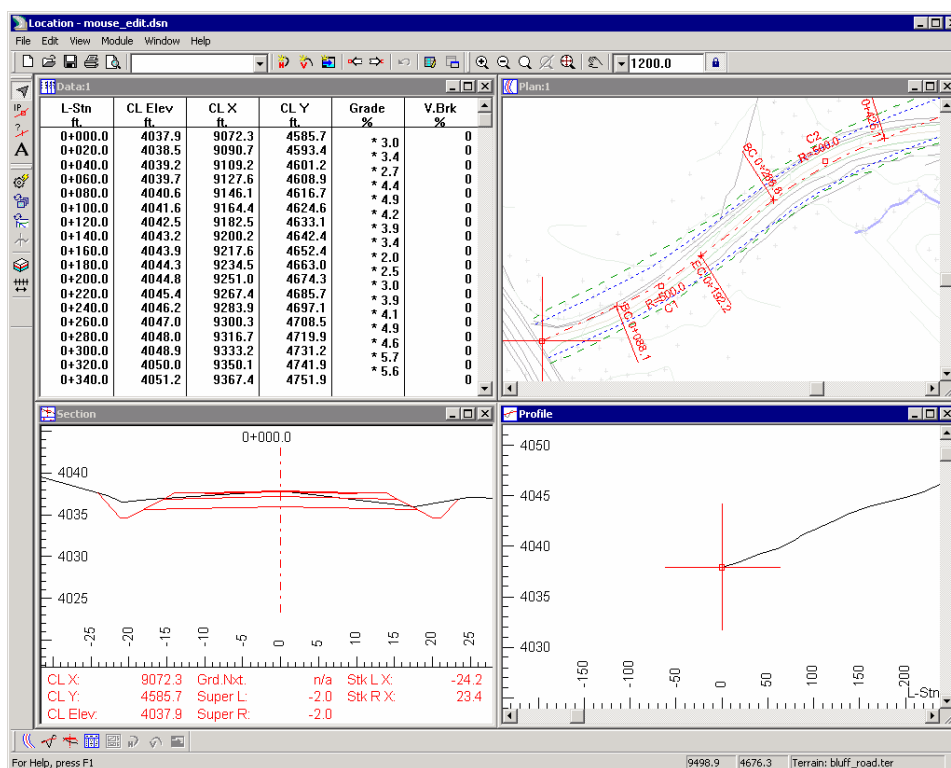 Location - mouse_edit.dsn
File Edit View Module Window Help
1200.0
Data:1
L-Stn CL Elev CL X CL Y Grade V.Brk
ft. ft. ft. ft. % %
0+000.0 4037.9 9072.3 4585.7 0
* 3.0
0+020.0 4038.5 9090.7 4593.4 0
* 3.4
0+040.0 4039.2 9109.2 4601.2 0
* 2.7
0+060.0 4039.7 9127.6 4608.9 0
* 4.4
0+080.0 4040.6 9146.1 4616.7 0
* 4.9
0+100.0 4041.6 9164.4 4624.6 0
* 4.2
0+120.0 4042.5 9182.5 4633.1 0
* 3.9
0+140.0 4043.2 9200.2 4642.4 0
* 3.4
0+160.0 4043.9 9217.6 4652.4 0
* 2.0
0+180.0 4044.3 9234.5 4663.0 0
* 2.5
0+200.0 4044.8 9251.0 4674.3 0
* 3.0
0+220.0 4045.4 9267.4 4685.7 0
* 3.9
0+240.0 4046.2 9283.9 4697.1 0
* 4.1
0+260.0 4047.0 9300.3 4708.5 0
* 4.9
0+280.0 4048.0 9316.7 4719.9 0
* 4.6
0+300.0 4048.9 9333.2 4731.2 0
* 5.7
0+320.0 4050.0 9350.1 4741.9 0
* 5.6
0+340.0 4051.2 9367.4 4751.9 0
Plan:1
C2
R=500.0
R=500.0
C1
BC 0+088.1
EC 0+192.2
Section
0+000.0
4040
4035
4030
4025
-25 -20 -15 -10 -5 0 5 10 15 20 25
CL X: 9072.3 Grd.Nxt. n/a Stk L X: -24.2
CL Y: 4585.7 Super L: -2.0 Stk R X: 23.4
CL Elev: 4037.9 Super R: -2.0
Profile
4050
4045
4040
4035
4030
-150 -100 -50 0 50 100 150 200
L-Stn
For Help, press F1
9498.9 4676.3 Terrain: bluff_road.ter